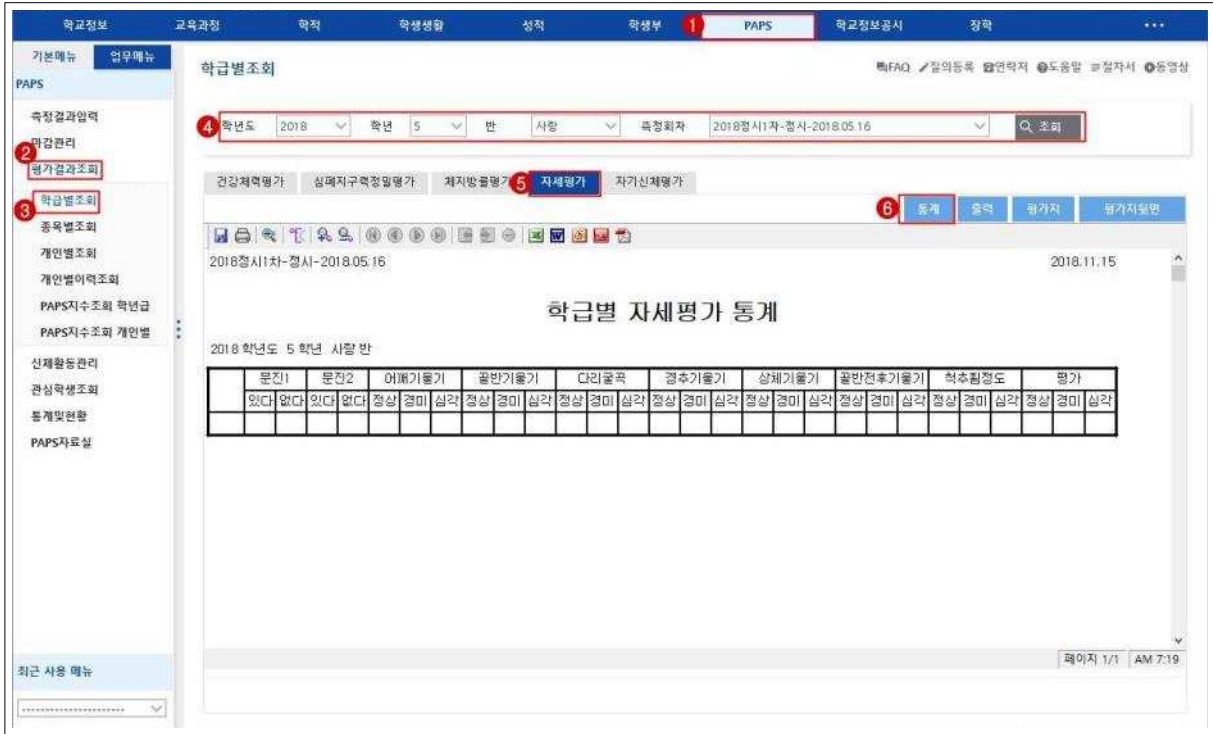 학교정보 교육과정 학적 학생생활 성적 학생부 1 PAPS 학교정보공시 장학 ...
기본메뉴 업무메뉴
PAPS
학급별조회
FAQ 질의등록 연락처 도움말 절차서 동영상
측정결과입력
마감관리
2 평가결과조회
3 학급별조회
종목별조회
개인별조회
개인별이력조회
PAPS지수조회 학년급
PAPS지수조회 개인별
신체활동관리
관심학생조회
통계및현황
PAPS자료실
최근 사용 메뉴
----------------------
4 학년도 2018 학년 5 반 사랑 측정회차 2018정시1차-정시-2018.05.16 조회
건강체력평가 심폐지구력정밀평가 체지방률평가 5 자세평가 자기신체평가
6 통계 출력 평가지 평가지뒷면
2018정시1차-정시-2018.05.16 2018.11.15
학급별 자세평가 통계
2018 학년도 5 학년 사랑 반
문진1 문진2 어깨기울기 골반기울기 다리굴곡 경추기울기 상체기울기 골반전후기울기 척추휨정도 평가
있다 없다 있다 없다 정상 경미 심각 정상 경미 심각 정상 경미 심각 정상 경미 심각 정상 경미 심각 정상 경미 심각 정상 경미 심각 정상 경미 심각
페이지 1/1 AM 7:19